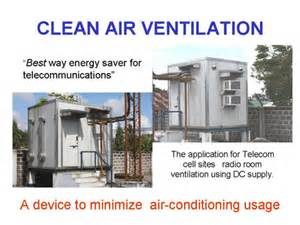 CLEAN AIR VENTILATION
"Best way energy saver for
telecommunications"
The application for Telecom
cell sites radio room
ventilation using DC supply.
A device to minimize air-conditioning usage